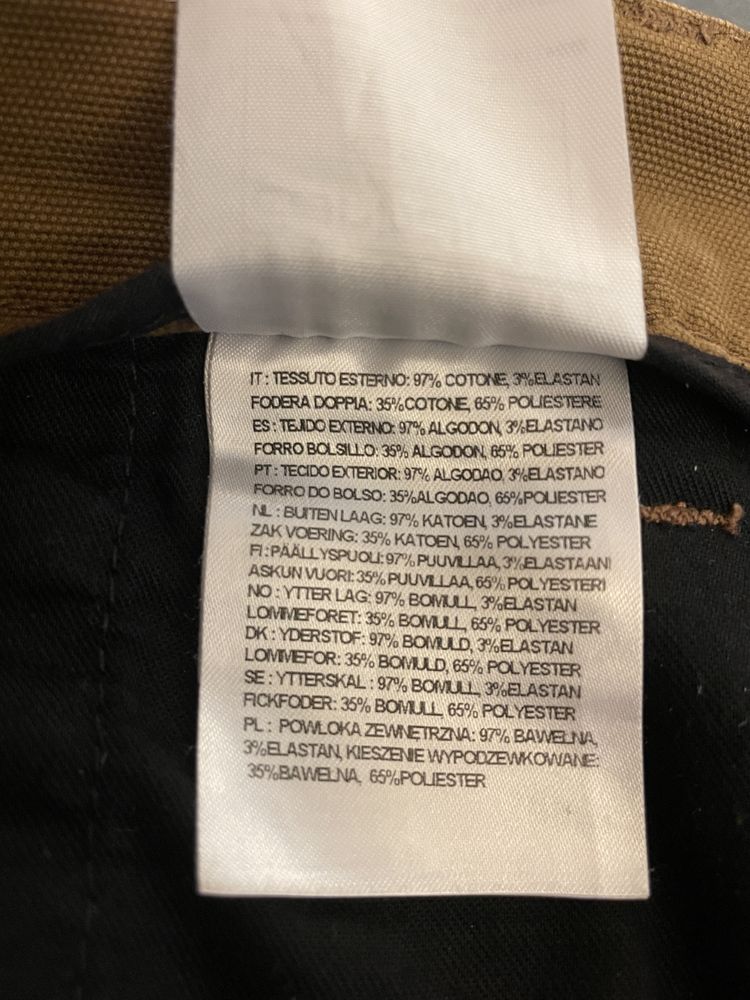 IT : TESSUTO ESTERNO: 97% COTONE, 3%ELASTAN
FODERA DOPPIA: 35%COTONE, 65% POLIESTERE
ES : TEJIDO EXTERNO: 97% ALGODON, 3%ELASTANO
FORRO BOLSILLO: 35% ALGODON, 65% POLIESTER
PT : TECIDO EXTERIOR: 97% ALGODAO, 3%ELASTANO
FORRO DO BOLSO: 35%ALGODAO, 65%POLIESTER
NL : BUITEN LAAG: 97% KATOEN, 3%ELASTANE
ZAK VOERING: 35% KATOEN, 65% POLYESTER
FI : PÄÄLLYSPUOLI: 97% PUUVILLAA, 3%ELASTAANI
ASKUN VUORI: 35%PUUVILLAA, 65% POLYESTERI
NO : YTTER LAG: 97% BOMULL, 3%ELASTAN
LOMMEFORET: 35% BOMULL, 65% POLYESTER
DK : YDERSTOF: 97% BOMULD, 3%ELASTAN
LOMMEFOR: 35% BOMULD, 65% POLYESTER
SE : YTTERSKAL : 97% BOMULL, 3%ELASTAN
FICKFODER: 35% BOMULL, 65% POLYESTER
PL : POWŁOKA ZEWNĘTRZNA: 97% BAWEŁNA,
3%ELASTAN, KIESZENIE WYPODZEWKOWANE:
35%BAWEŁNA, 65%POLIESTER